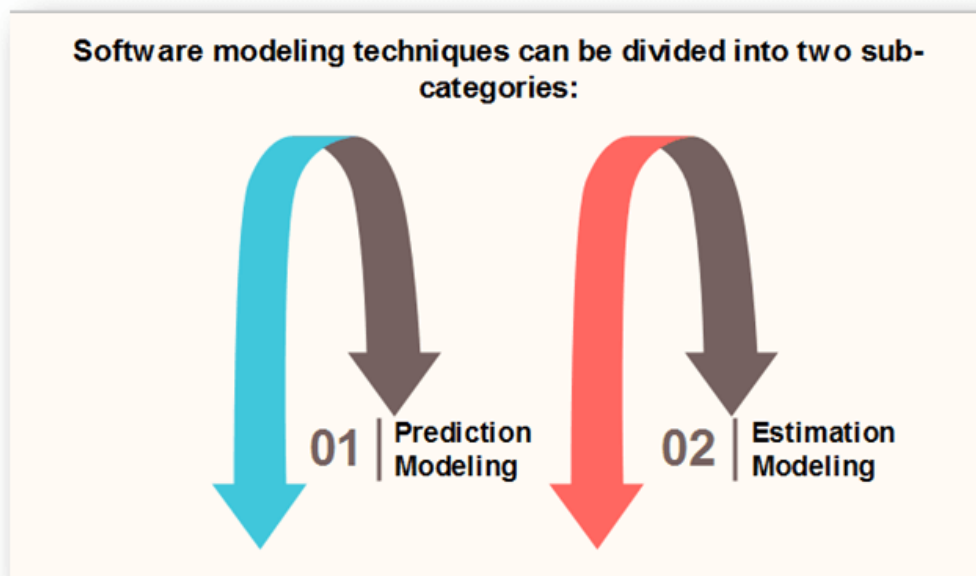 Software modeling techniques can be divided into two sub-
categories:
01
Prediction
Modeling
02
Estimation
Modeling